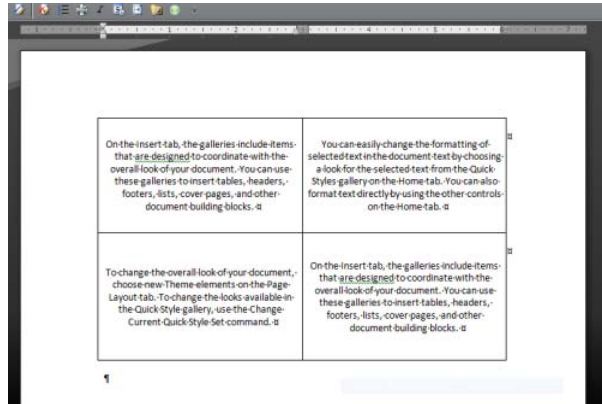 On the Insert tab, the galleries include items
that are designed to coordinate with the
overall look of your document. You can use
these galleries to insert tables, headers,
footers, lists, cover pages, and other
document building blocks.
You can easily change the formatting of
selected text in the document text by choosing
a look for the selected text from the Quick
Styles gallery on the Home tab. You can also
format text directly by using the other controls
on the Home tab.
To change the overall look of your document,
choose new Theme elements on the Page
Layout tab. To change the looks available in
the Quick Style gallery, use the Change
Current Quick Style Set command.
On the Insert tab, the galleries include items
that are designed to coordinate with the
overall look of your document. You can use
these galleries to insert tables, headers,
footers, lists, cover pages, and other
document building blocks.